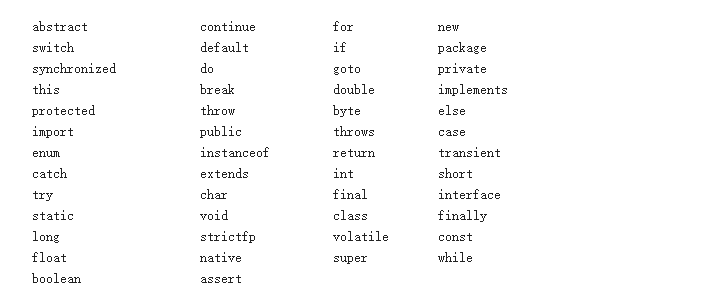 abstract continue for new
switch default if package
synchronized do goto private
this break double implements
protected throw byte else
import public throws case
enum instanceof return transient
catch extends int short
try char final interface
static void class finally
long strictfp volatile const
float native super while
boolean assert